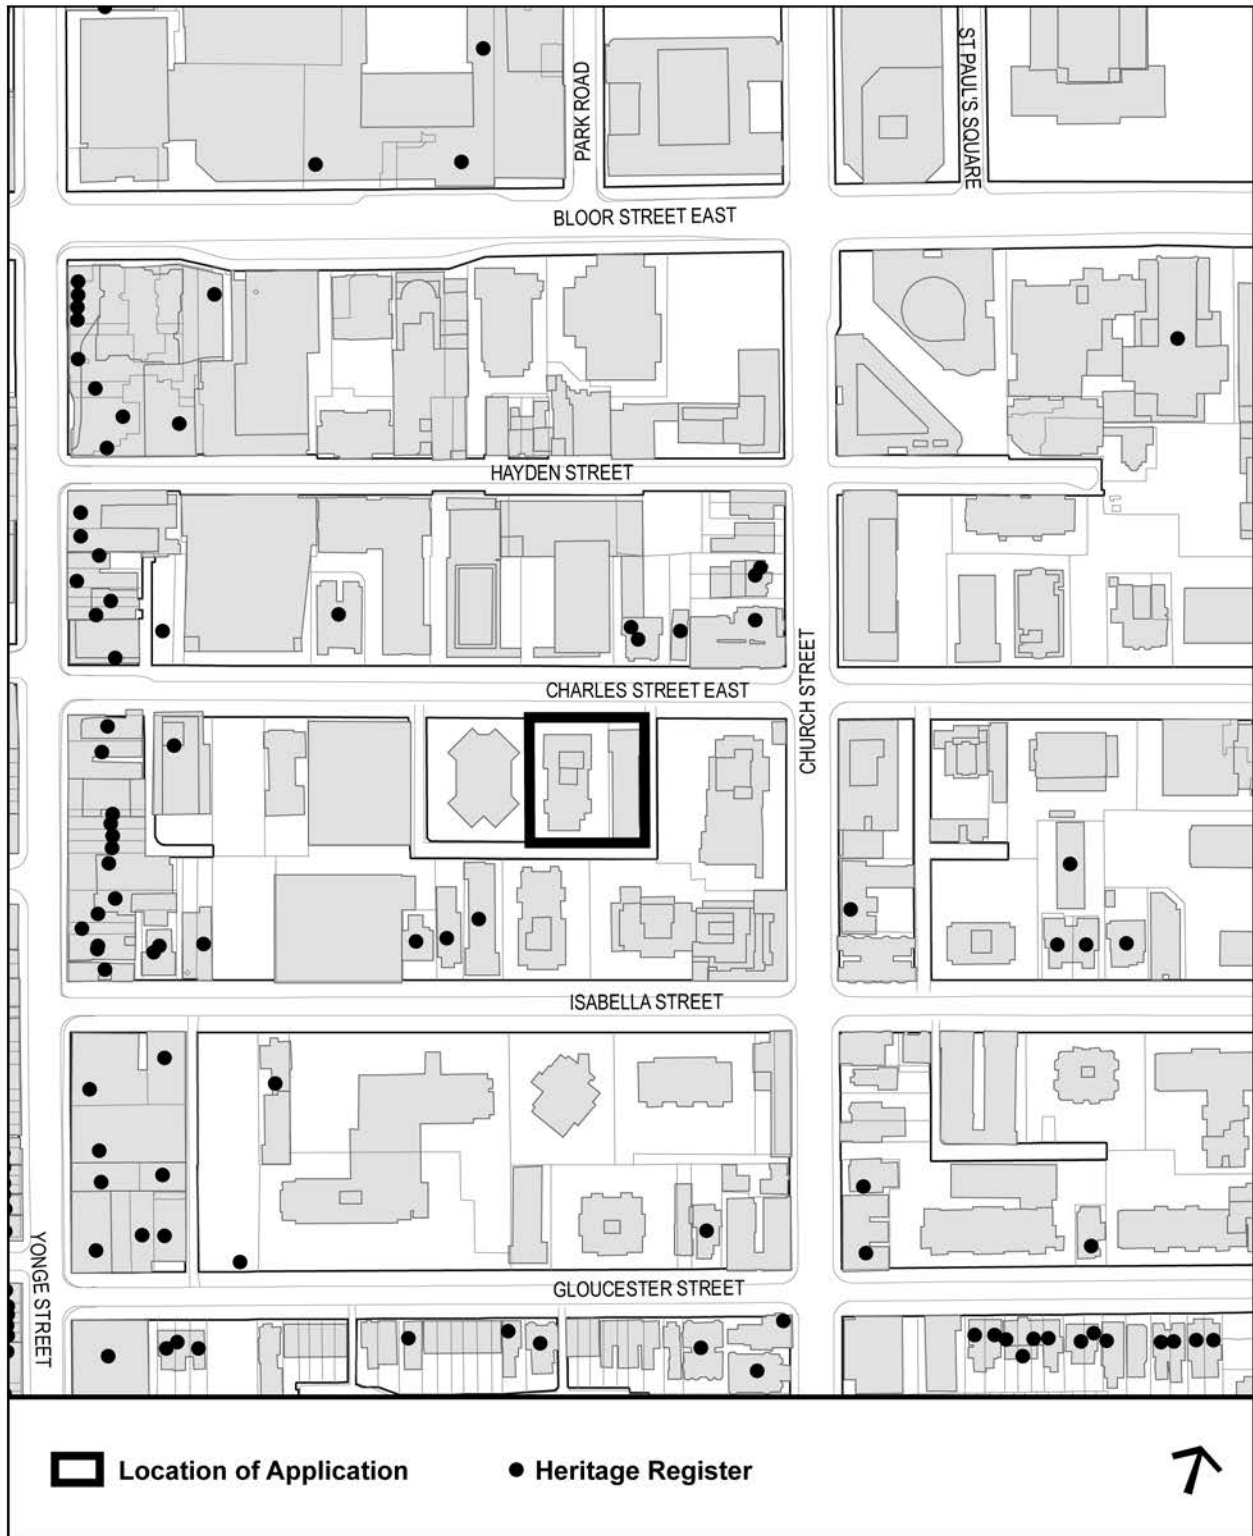 PARK ROAD
ST PAUL'S SQUARE
BLOOR STREET EAST
HAYDEN STREET
CHARLES STREET EAST
CHURCH STREET
ISABELLA STREET
YONGE STREET
GLOUCESTER STREET
Location of Application
Heritage Register